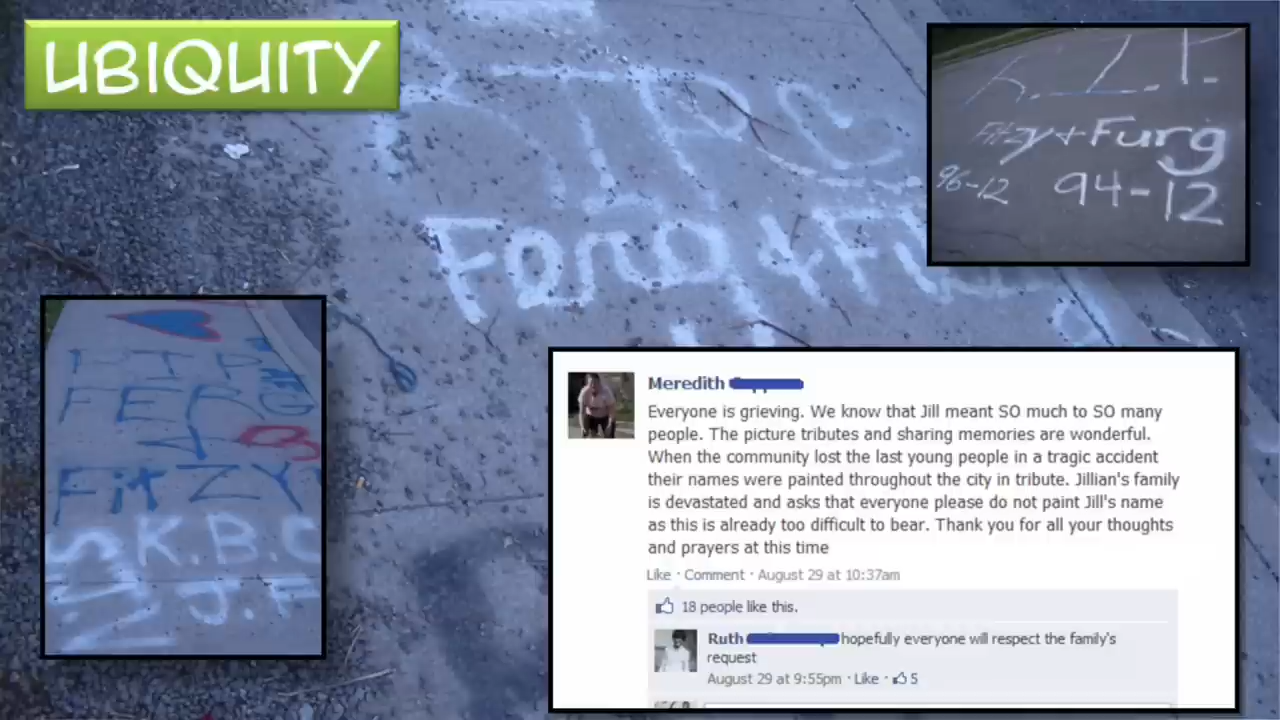 UBIQUITY
R.I.P.
Fitzy + Furg
96-12 94-12
RIP
RIP
FERG
&
FitZY
S.K.B.
J.F
Meredith
Everyone is grieving. We know that Jill meant SO much to SO many
people. The picture tributes and sharing memories are wonderful.
When the community lost the last young people in a tragic accident
their names were painted throughout the city in tribute. Jillian's family
is devastated and asks that everyone please do not paint Jill's name
as this is already too difficult to bear. Thank you for all your thoughts
and prayers at this time
Like · Comment · August 29 at 10:37am
18 people like this.
Ruth hopefully everyone will respect the family's
request
August 29 at 9:55pm · Like · 5